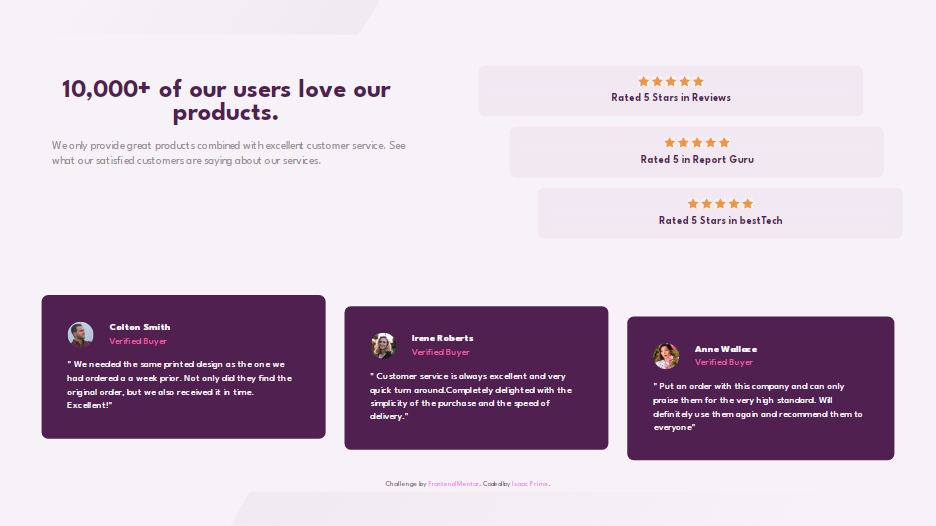 10,000+ of our users love our
products.
We only provide great products combined with excellent customer service. See
what our satisfied customers are saying about our services.
Rated 5 Stars in Reviews
Rated 5 in Report Guru
Rated 5 Stars in bestTech
Colton Smith
Verified Buyer
" We needed the same printed design as the one we
had ordered a a week prior. Not only did they find the
original order, but we also received it in time.
Excellent!"
Irene Roberts
Verified Buyer
" Customer service is always excellent and very
quick turn around.Completely delighted with the
simplicity of the purchase and the speed of
delivery."
Anne Wallace
Verified Buyer
" Put an order with this company and can only
praise them for the very high standard. Will
definitely use them again and recommend them to
everyone"
Challenge by Frontend Mentor. Coded by Isaac Prime.